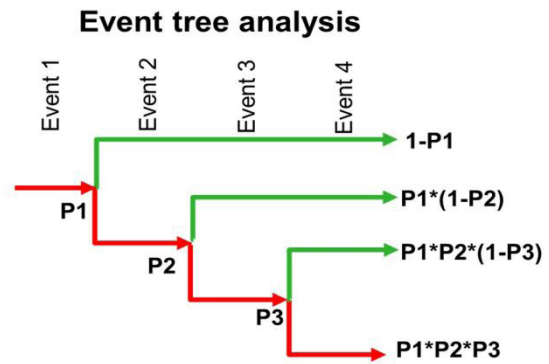 Event tree analysis
Event 1
Event 2
Event 3
Event 4
1-P1
P1
P1*(1-P2)
P2
P1*P2*(1-P3)
P3
P1*P2*P3